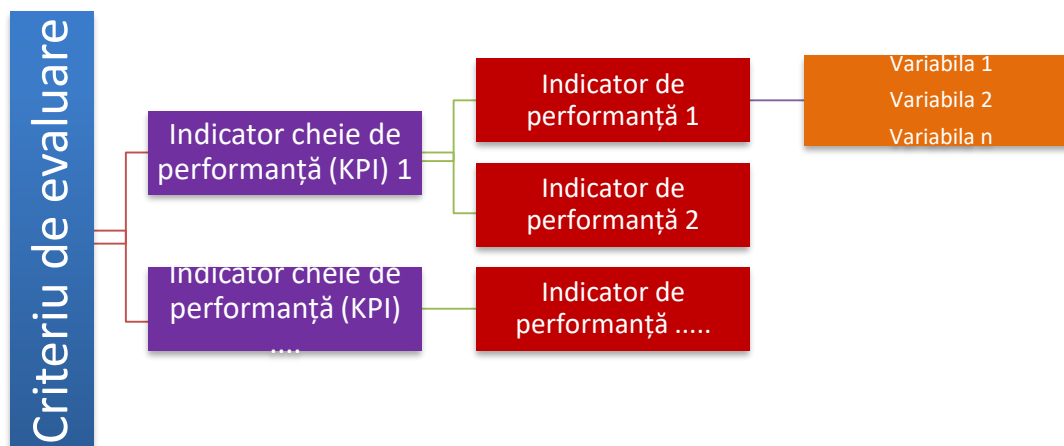 Criteriu de evaluare
Indicator cheie de
performanță (KPI) 1
Indicator de
performanță 1
Variabila 1
Variabila 2
Variabila n
Indicator de
performanță 2
Indicator cheie de
performanță (KPI)
....
Indicator de
performanță .....